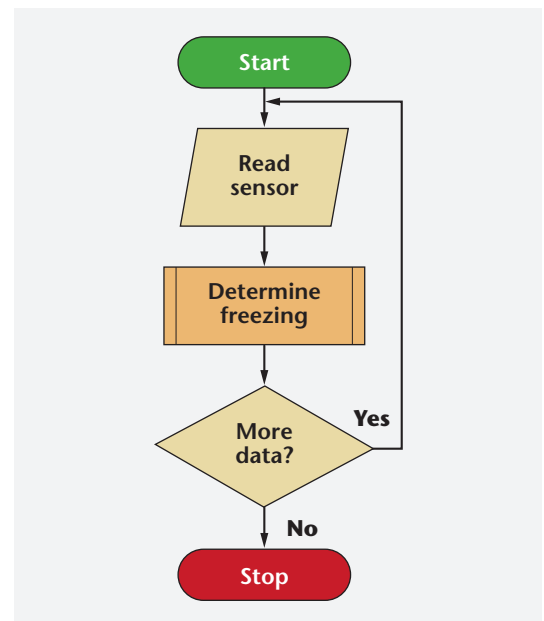 Start
Read
sensor
Determine
freezing
More
data?
Yes
No
Stop